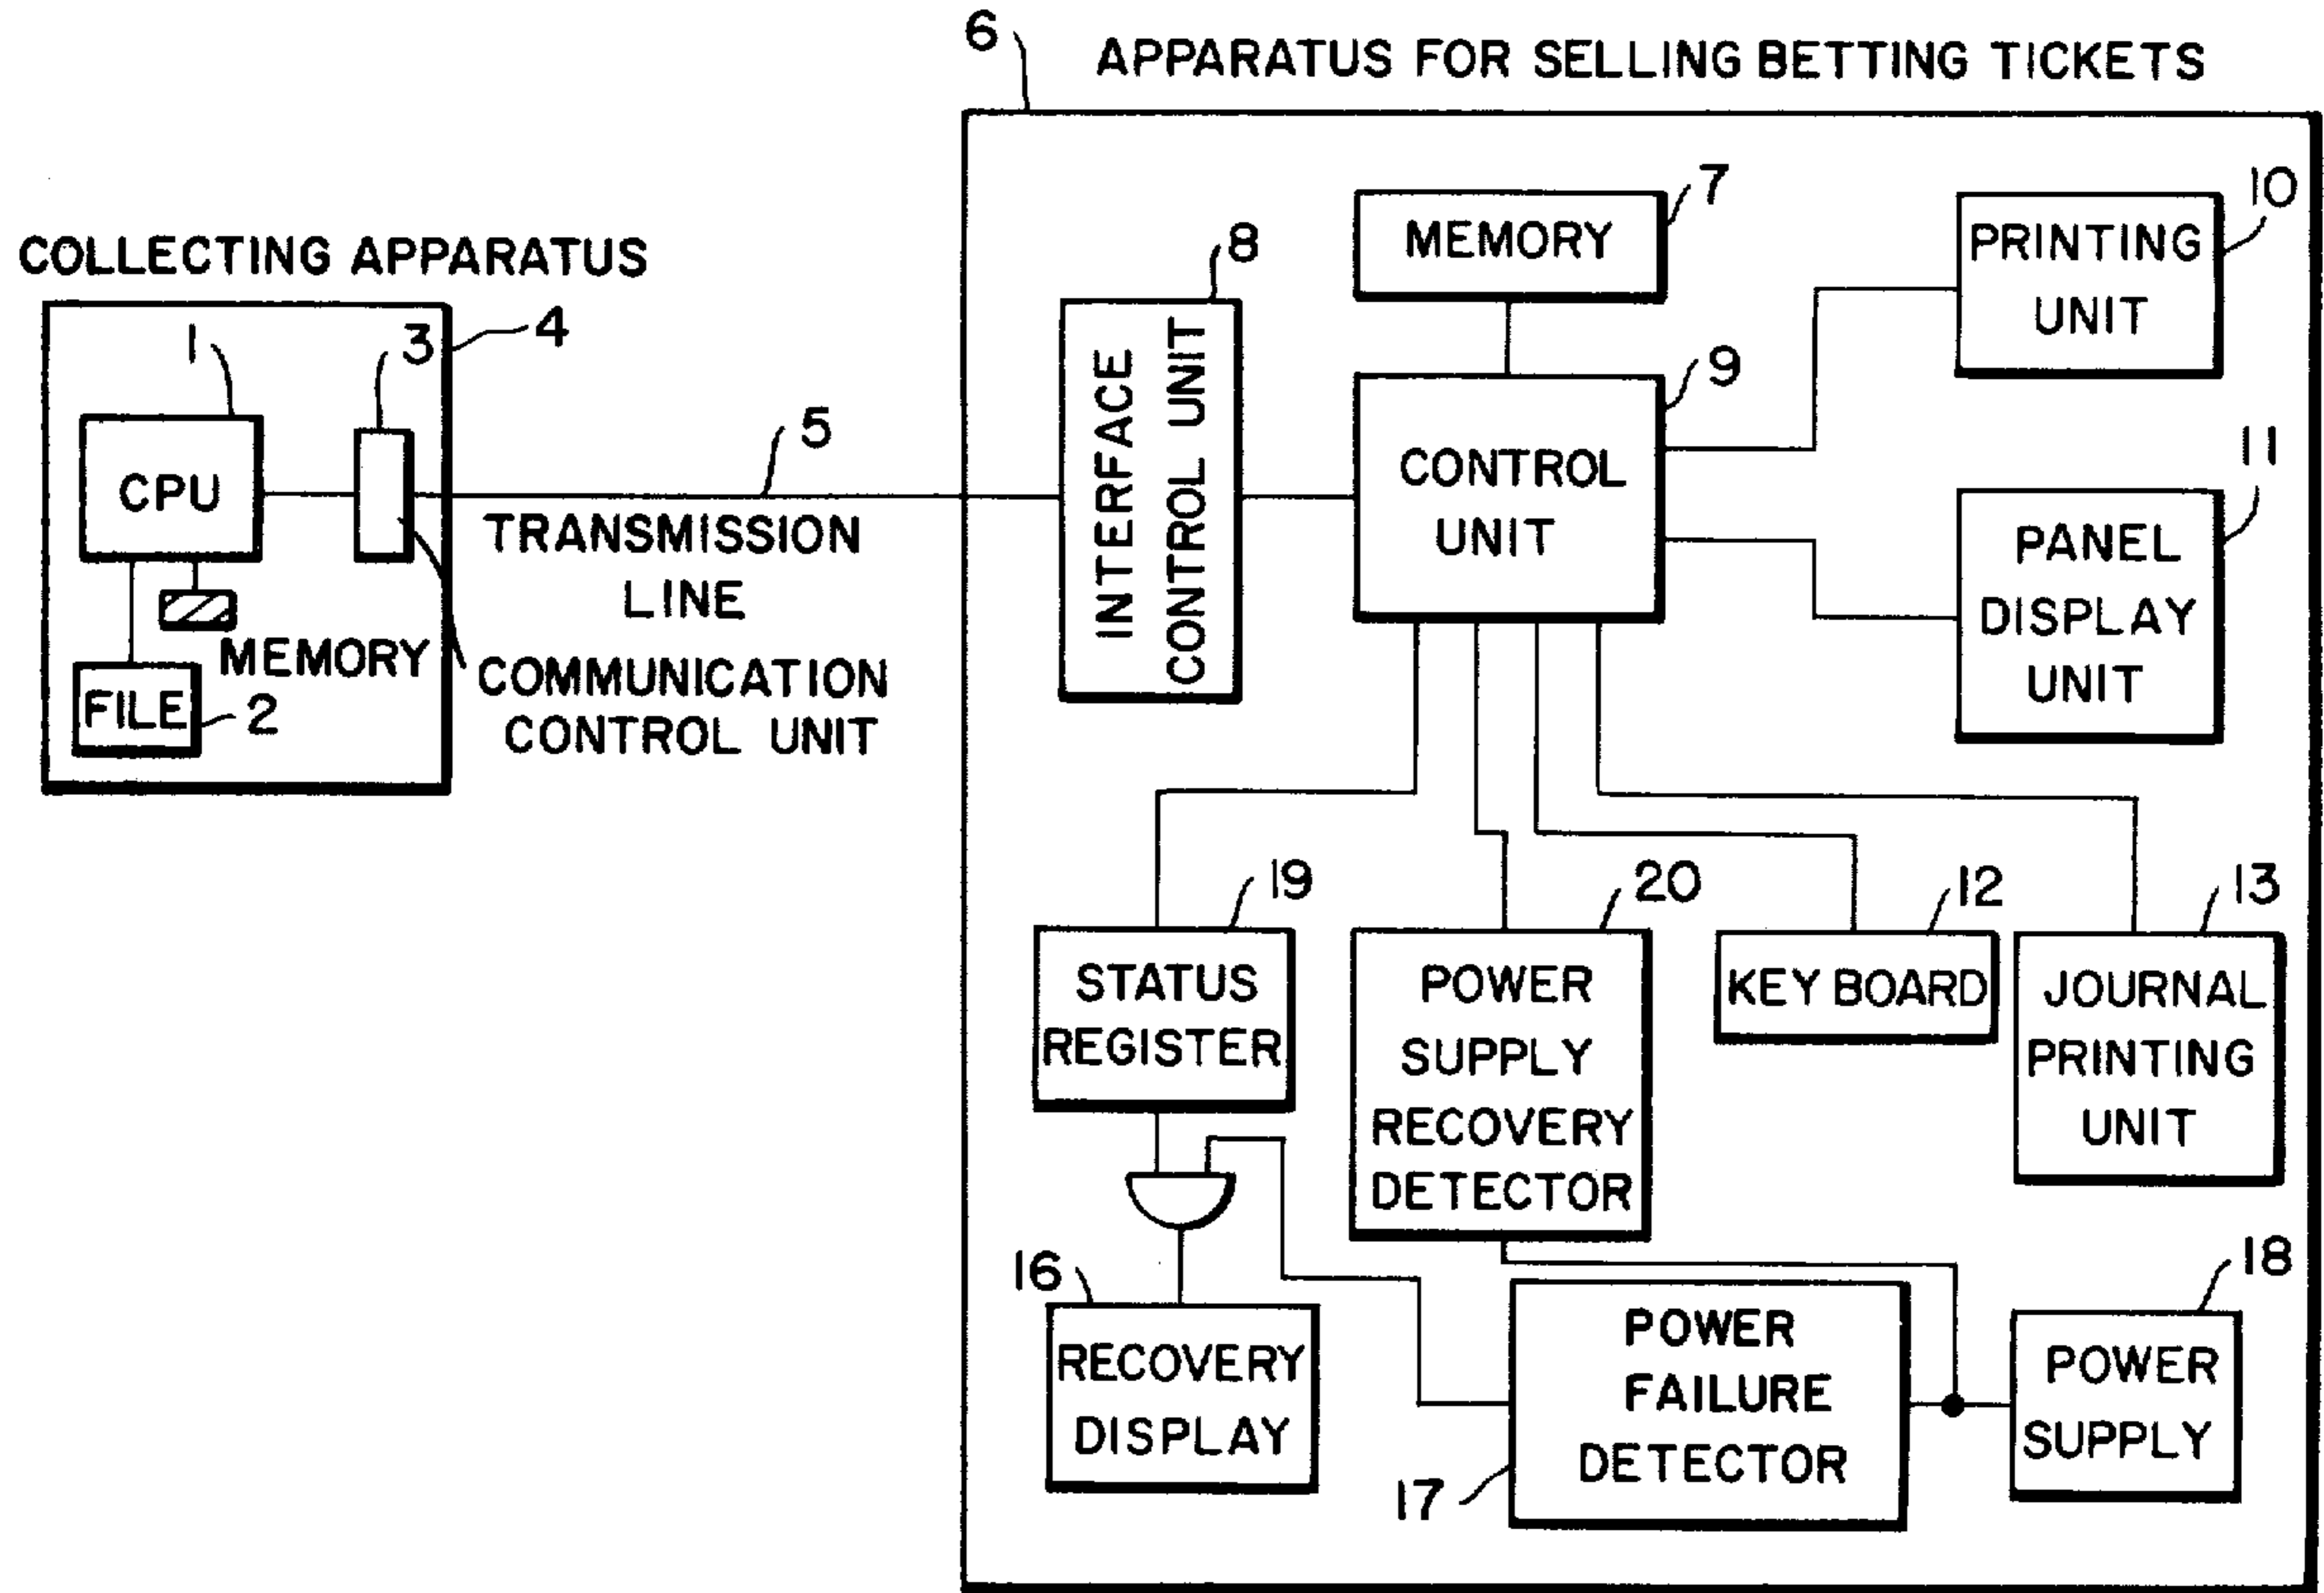 6
APPARATUS FOR SELLING BETTING TICKETS
COLLECTING APPARATUS
4
1
3
CPU
MEMORY
FILE
2
COMMUNICATION
CONTROL UNIT
5
TRANSMISSION
LINE
8
INTERFACE
CONTROL UNIT
7
MEMORY
9
CONTROL
UNIT
10
PRINTING
UNIT
11
PANEL
DISPLAY
UNIT
19
STATUS
REGISTER
20
POWER
SUPPLY
RECOVERY
DETECTOR
12
KEY BOARD
13
JOURNAL
PRINTING
UNIT
16
RECOVERY
DISPLAY
17
POWER
FAILURE
DETECTOR
18
POWER
SUPPLY